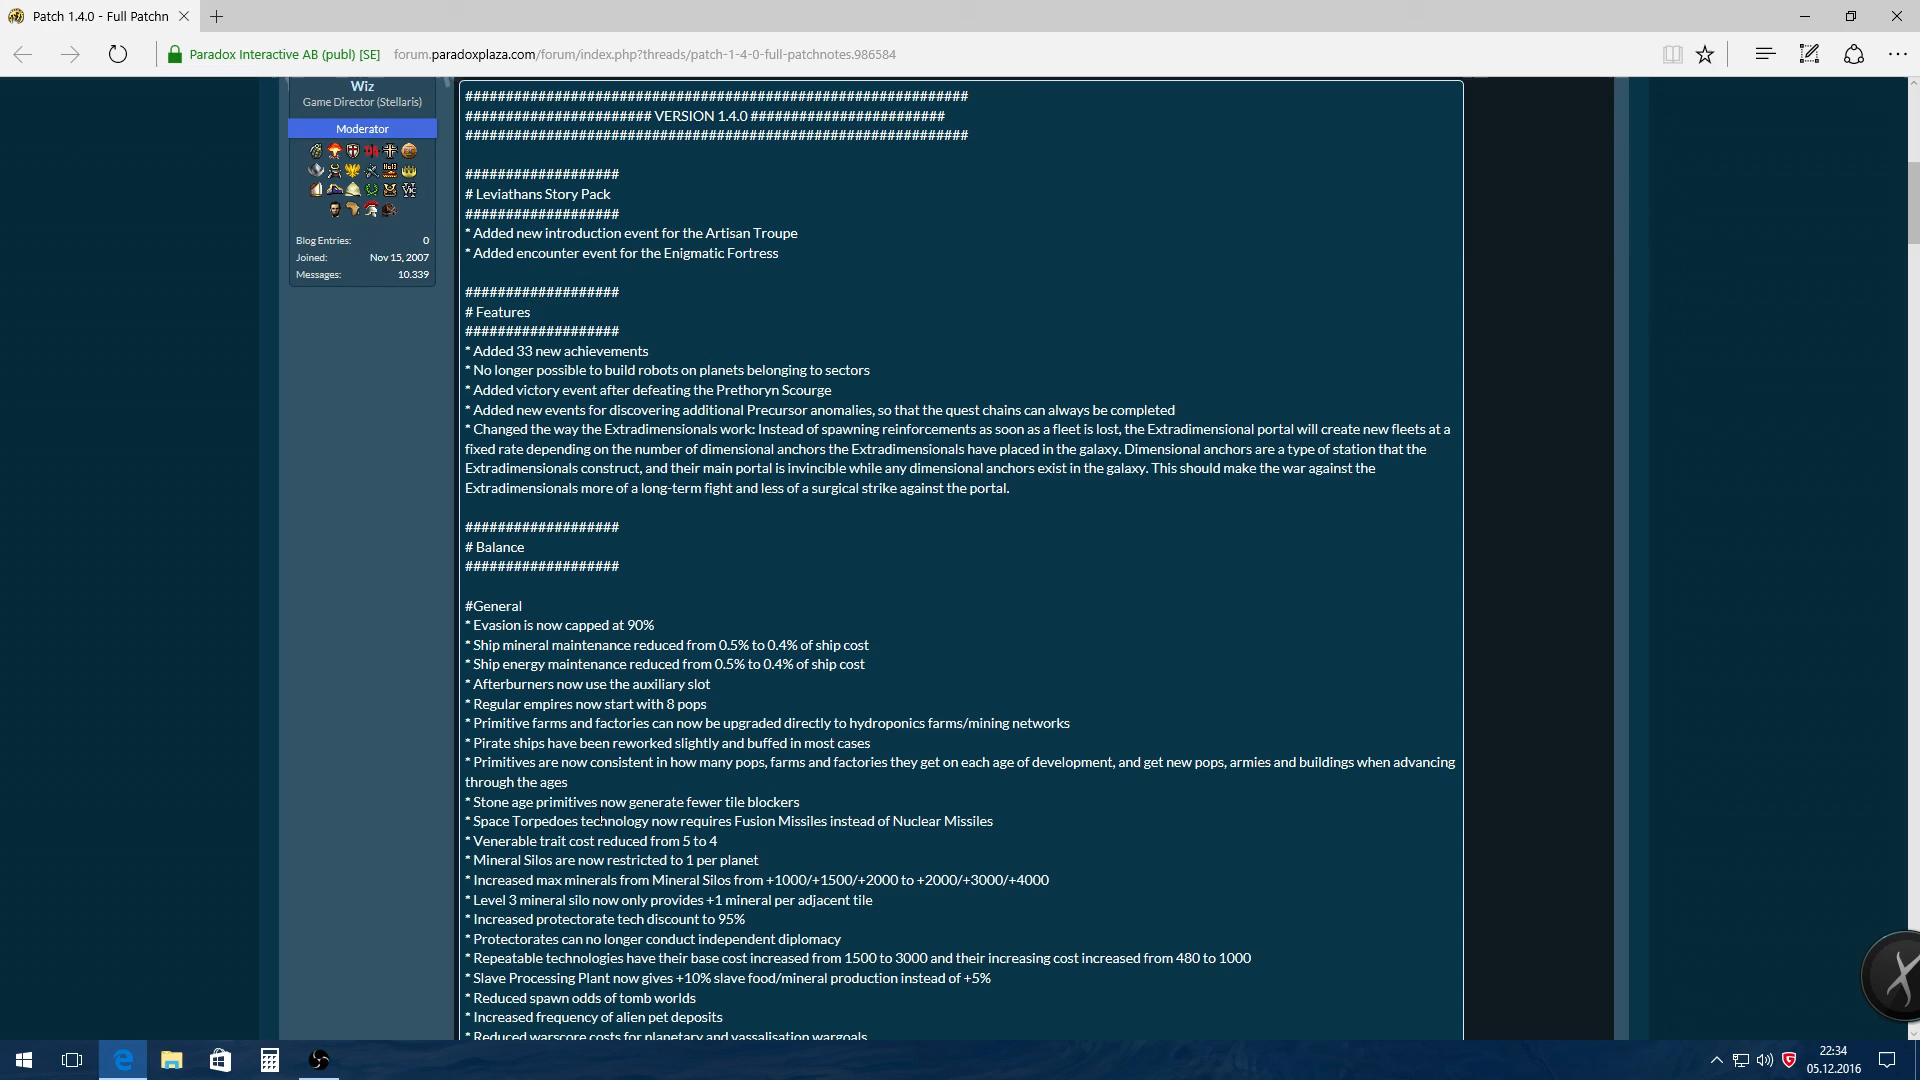 Patch 1.4.0 - Full Patchn
Paradox Interactive AB (publ) [SE] forum.paradoxplaza.com/forum/index.php?threads/patch-1-4-0-full-patchnotes.986584
Wiz
Game Director (Stellaris)
Moderator
Blog Entries: 0
Joined: Nov 15, 2007
Messages: 10.339
##############################################################
####################### VERSION 1.4.0 ########################
##############################################################
###################
# Leviathans Story Pack
###################
* Added new introduction event for the Artisan Troupe
* Added encounter event for the Enigmatic Fortress
###################
# Features
###################
* Added 33 new achievements
* No longer possible to build robots on planets belonging to sectors
* Added victory event after defeating the Prethoryn Scourge
* Added new events for discovering additional Precursor anomalies, so that the quest chains can always be completed
* Changed the way the Extradimensionals work: Instead of spawning reinforcements as soon as a fleet is lost, the Extradimensional portal will create new fleets at a
fixed rate depending on the number of dimensional anchors the Extradimensionals have placed in the galaxy. Dimensional anchors are a type of station that the
Extradimensionals construct, and their main portal is invincible while any dimensional anchors exist in the galaxy. This should make the war against the
Extradimensionals more of a long-term fight and less of a surgical strike against the portal.
###################
# Balance
###################
#General
* Evasion is now capped at 90%
* Ship mineral maintenance reduced from 0.5% to 0.4% of ship cost
* Ship energy maintenance reduced from 0.5% to 0.4% of ship cost
* Afterburners now use the auxiliary slot
* Regular empires now start with 8 pops
* Primitive farms and factories can now be upgraded directly to hydroponics farms/mining networks
* Pirate ships have been reworked slightly and buffed in most cases
* Primitives are now consistent in how many pops, farms and factories they get on each age of development, and get new pops, armies and buildings when advancing
through the ages
* Stone age primitives now generate fewer tile blockers
* Space Torpedoes technology now requires Fusion Missiles instead of Nuclear Missiles
* Venerable trait cost reduced from 5 to 4
* Mineral Silos are now restricted to 1 per planet
* Increased max minerals from Mineral Silos from +1000/+1500/+2000 to +2000/+3000/+4000
* Level 3 mineral silo now only provides +1 mineral per adjacent tile
* Increased protectorate tech discount to 95%
* Protectorates can no longer conduct independent diplomacy
* Repeatable technologies have their base cost increased from 1500 to 3000 and their increasing cost increased from 480 to 1000
* Slave Processing Plant now gives +10% slave food/mineral production instead of +5%
* Reduced spawn odds of tomb worlds
* Increased frequency of alien pet deposits
* Reduced warscore costs for planetary and vassalisation wargoals
22:34
05.12.2016